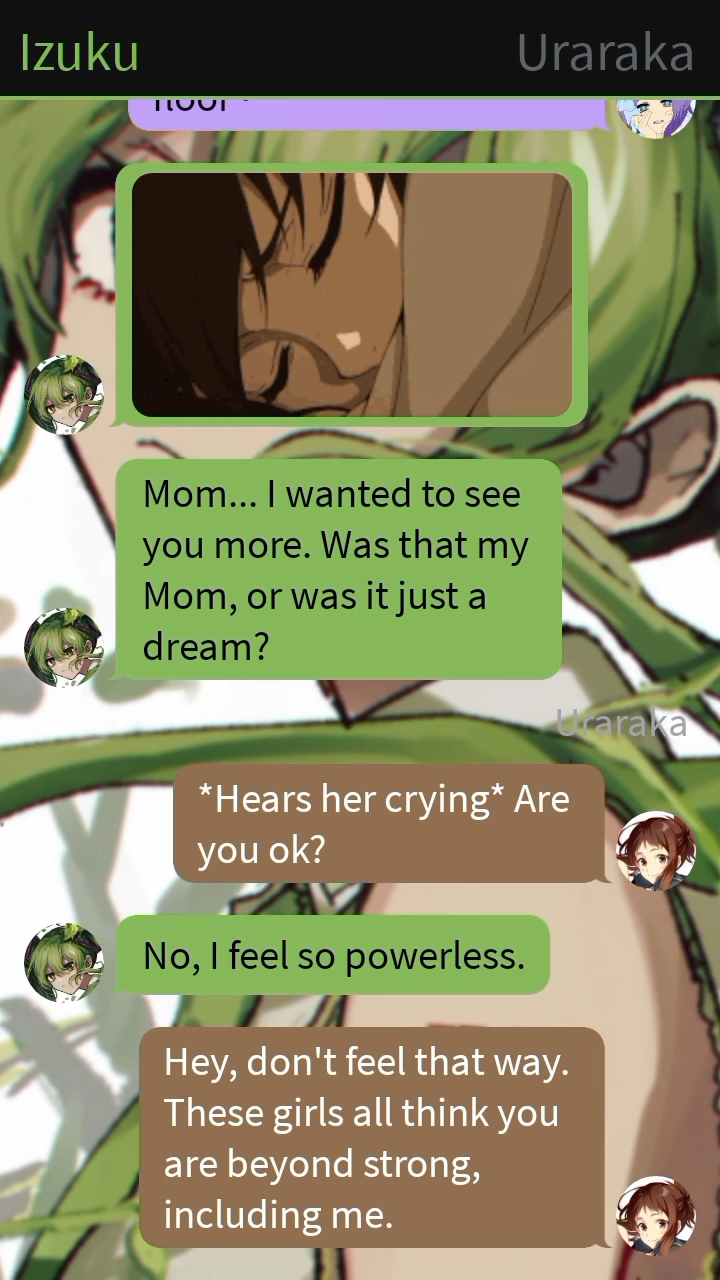 Izuku
Uraraka
Mom... I wanted to see
you more. Was that my
Mom, or was it just a
dream?
Uraraka
*Hears her crying* Are
you ok?
No, I feel so powerless.
Hey, don't feel that way.
These girls all think you
are beyond strong,
including me.